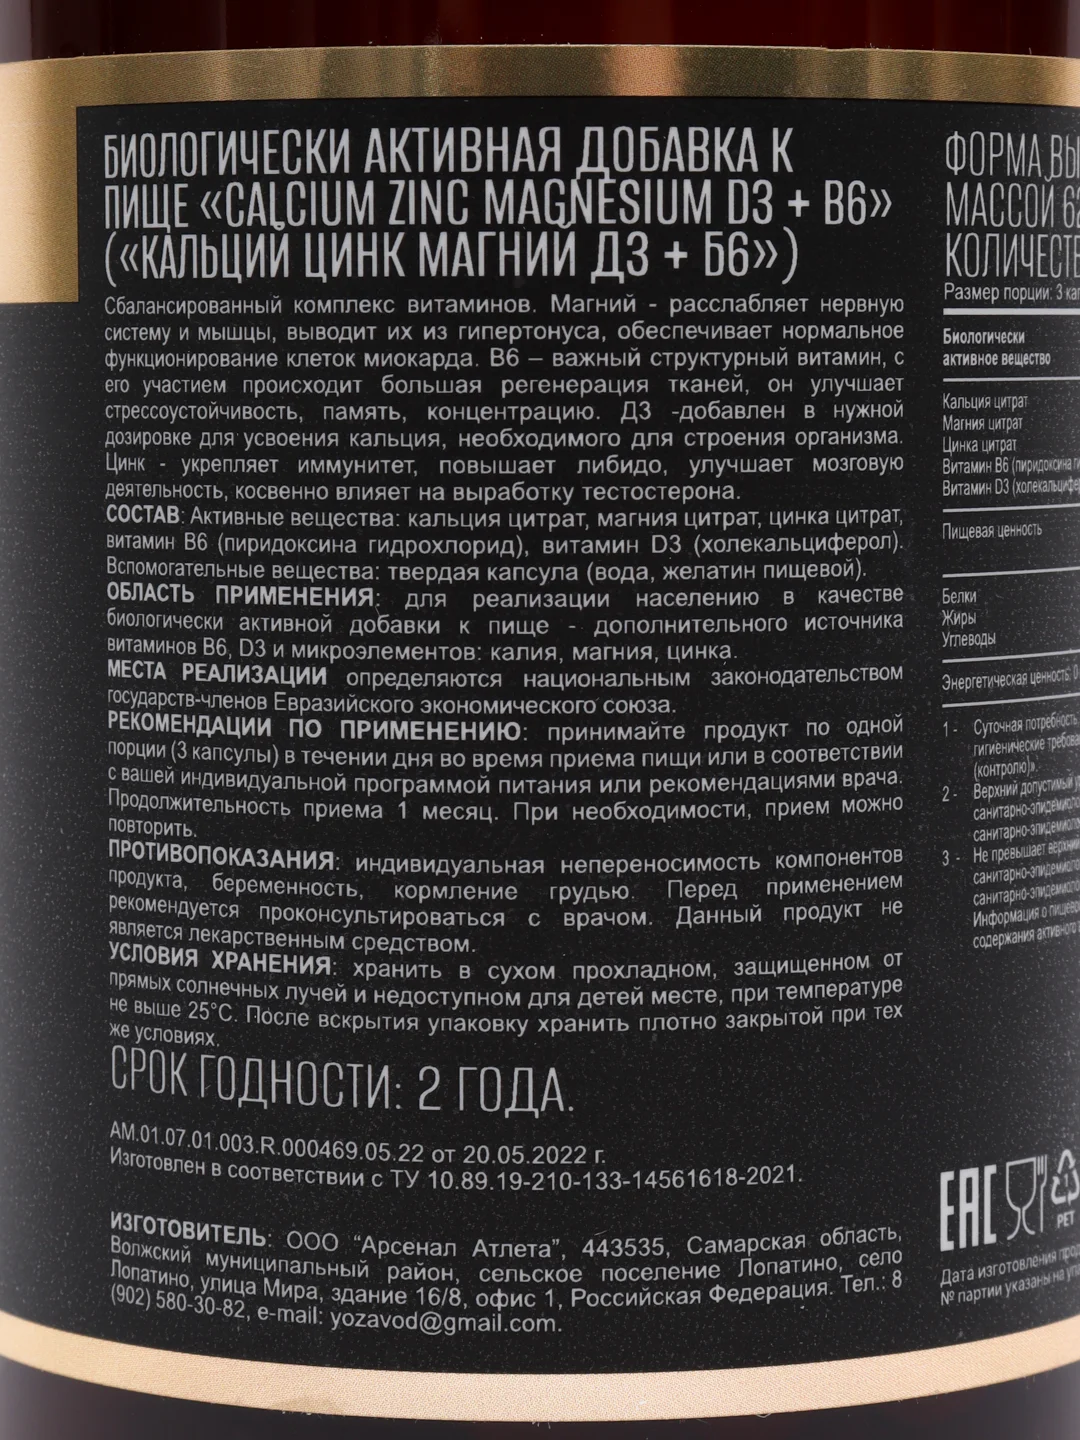 БИОЛОГИЧЕСКИ АКТИВНАЯ ДОБАВКА К
ПИЩЕ «CALCIUM ZINC MAGNESIUM D3 + B6»
(«КАЛЬЦИЙ ЦИНК МАГНИЙ Д3 + Б6»)
Сбалансированный комплекс витаминов. Магний - расслабляет нервную
систему и мышцы, выводит их из гипертонуса, обеспечивает нормальное
функционирование клеток миокарда. В6 – важный структурный витамин, с
его участием происходит большая регенерация тканей, он улучшает
стрессоустойчивость, память, концентрацию. Д3 -добавлен в нужной
дозировке для усвоения кальция, необходимого для строения организма.
Цинк - укрепляет иммунитет, повышает либидо, улучшает мозговую
деятельность, косвенно влияет на выработку тестостерона.
СОСТАВ: Активные вещества: кальция цитрат, магния цитрат, цинка цитрат,
витамин В6 (пиридоксина гидрохлорид), витамин D3 (холекальциферол).
Вспомогательные вещества: твердая капсула (вода, желатин пищевой).
ОБЛАСТЬ ПРИМЕНЕНИЯ: для реализации населению в качестве
биологически активной добавки к пище - дополнительного источника
витаминов В6, D3 и микроэлементов: калия, магния, цинка.
МЕСТА РЕАЛИЗАЦИИ определяются национальным законодательством
государств-членов Евразийского экономического союза.
РЕКОМЕНДАЦИИ ПО ПРИМЕНЕНИЮ: принимайте продукт по одной
порции (3 капсулы) в течении дня во время приема пищи или в соответствии
с вашей индивидуальной программой питания или рекомендациями врача.
Продолжительность приема 1 месяц. При необходимости, прием можно
повторить.
ПРОТИВОПОКАЗАНИЯ: индивидуальная непереносимость компонентов
продукта, беременность, кормление грудью. Перед применением
рекомендуется проконсультироваться с врачом. Данный продукт не
является лекарственным средством.
УСЛОВИЯ ХРАНЕНИЯ: хранить в сухом прохладном, защищенном от
прямых солнечных лучей и недоступном для детей месте, при температуре
не выше 25°С. После вскрытия упаковку хранить плотно закрытой при тех
же условиях.
СРОК ГОДНОСТИ: 2 ГОДА.
АМ.01.07.01.003.R.000469.05.22 от 20.05.2022 г.
Изготовлен в соответствии с ТУ 10.89.19-210-133-14561618-2021.
ИЗГОТОВИТЕЛЬ: ООО “Арсенал Атлета”, 443535, Самарская область,
Волжский муниципальный район, сельское поселение Лопатино, село
Лопатино, улица Мира, здание 16/8, офис 1, Российская Федерация. Тел.: 8
(902) 580-30-82, e-mail: yozavod@gmail.com.
ФОРМА
МАССОЙ
Размер порции: 3
Биологически
активное вещество
Кальция цитрат
Магния цитрат
Цинка цитрат
Витамин В6 (пиридоксина
Витамин D3
Пищевая ценность
Белки
Жиры
Углеводы
Энергетическая ценность:
1 - Суточная потребность
гигиенические
(контролю)».
2 - Верхний допустимый
3 - Не превышает
Информация о
содержания активного
EAC
1
PET
Дата изготовления
№ партии указаны на